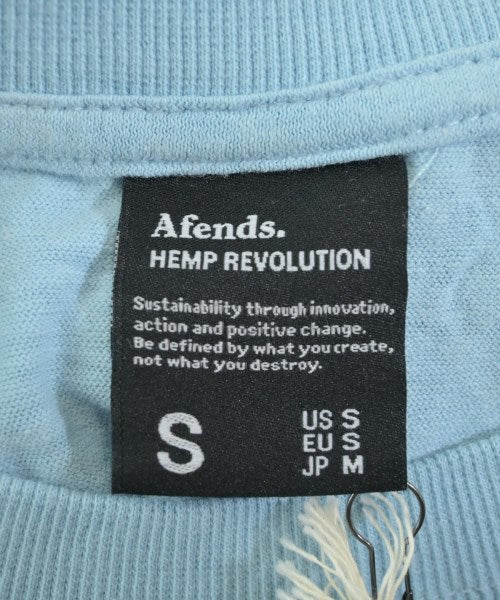 Afends.
HEMP REVOLUTION
Sustainability through innovation,
action and positive change.
Be defined by what you create,
not what you destroy.
S
US S
EU S
JP M